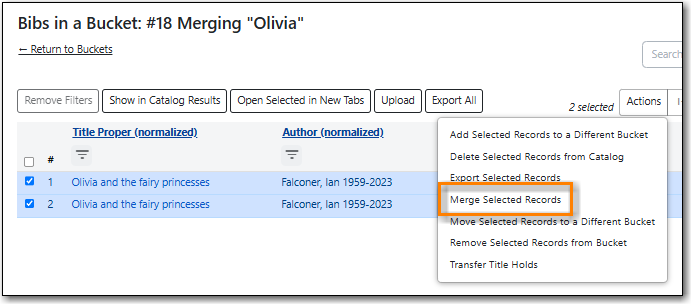 Bibs in a Bucket: #18 Merging "Olivia"
← Return to Buckets
Search
Remove Filters Show in Catalog Results Open Selected in New Tabs Upload Export All 2 selected Actions
Title Proper (normalized) Author (normalized)
#
1 Olivia and the fairy princesses Falconer, Ian 1959-2023
2 Olivia and the fairy princesses Falconer, Ian 1959-2023
Add Selected Records to a Different Bucket
Delete Selected Records from Catalog
Export Selected Records
Merge Selected Records
Move Selected Records to a Different Bucket
Remove Selected Records from Bucket
Transfer Title Holds